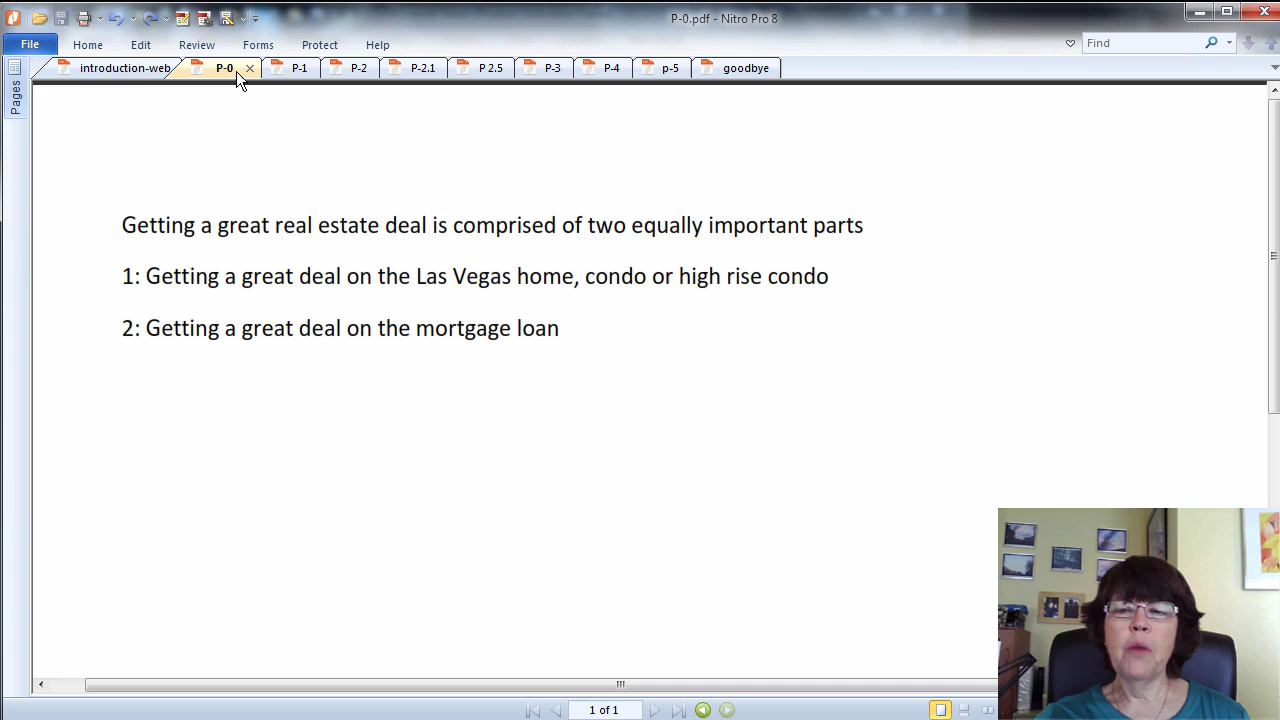 P-0.pdf - Nitro Pro 8
File Home Edit Review Forms Protect Help Find
introduction-web P-0 P-1 P-2 P-2.1 P 2.5 P-3 P-4 p-5 goodbye
Pages
Getting a great real estate deal is comprised of two equally important parts
1: Getting a great deal on the Las Vegas home, condo or high rise condo
2: Getting a great deal on the mortgage loan
1 of 1